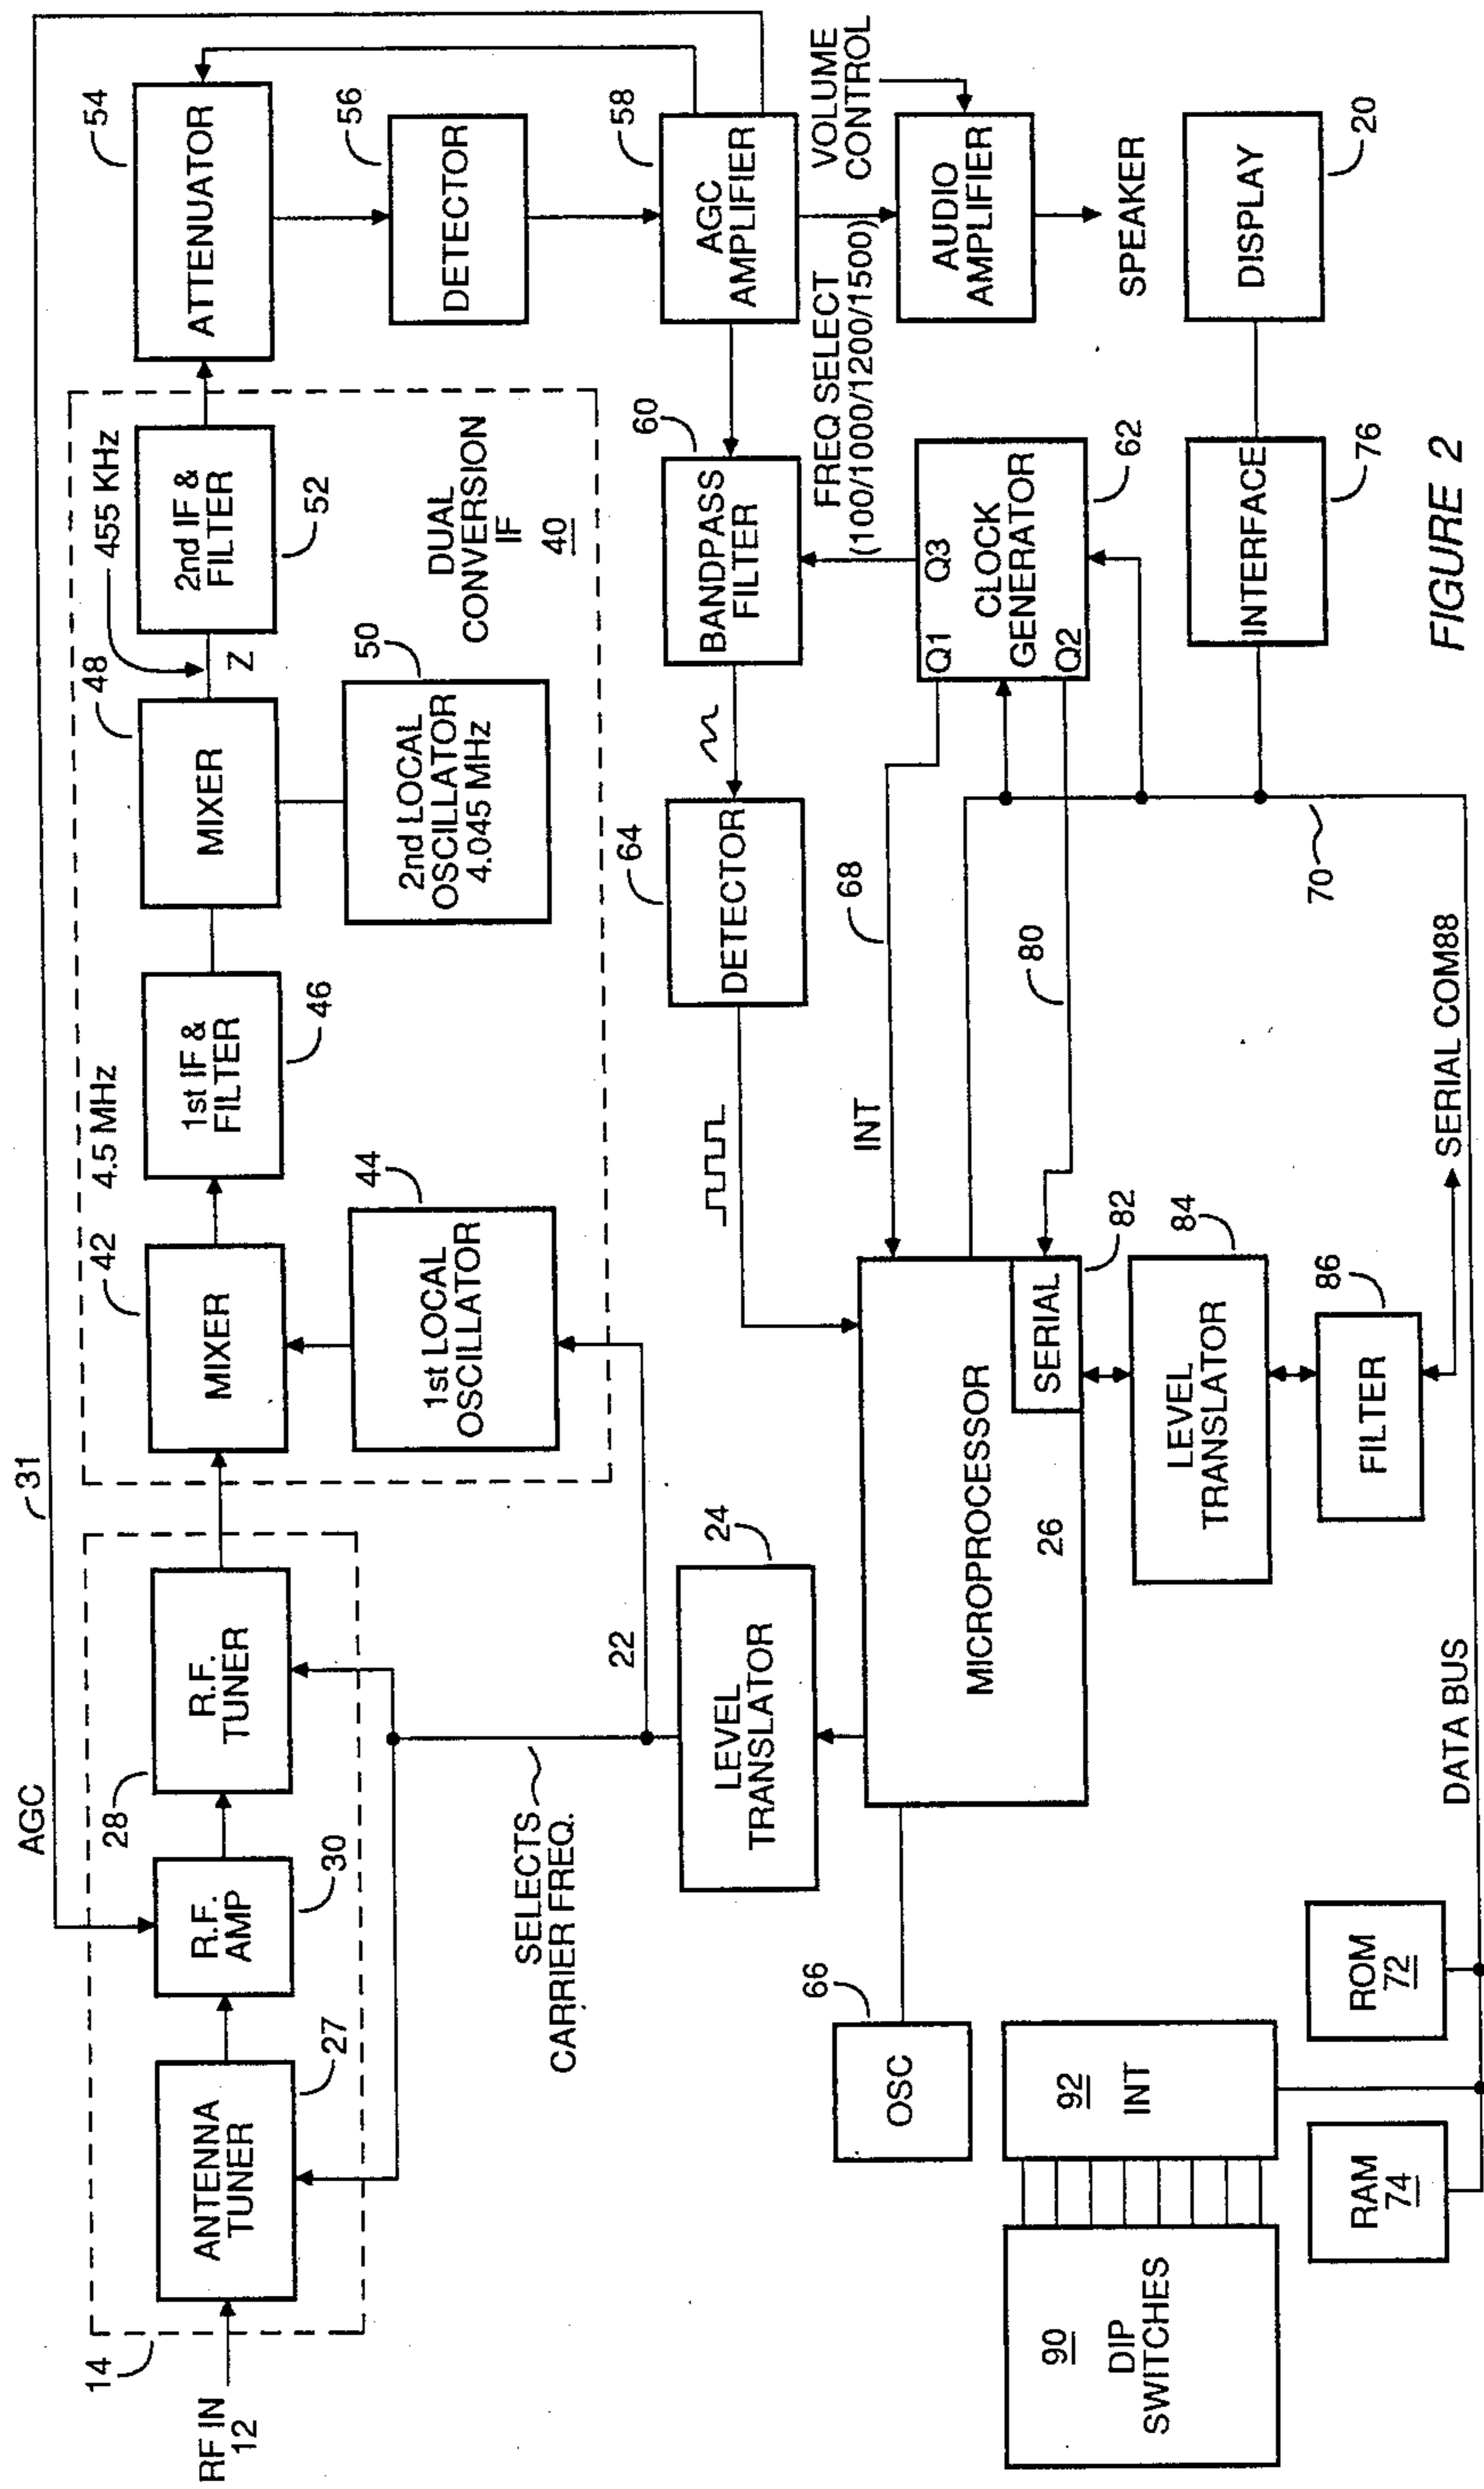 RF IN
12
14
ANTENNA
TUNER
27
AGC
31
R.F.
AMP
30
28
R.F.
TUNER
42
MIXER
4.5 MHz
1st LOCAL
OSCILLATOR
44
1st IF &
FILTER
46
48
MIXER
455 KHz
Z
2nd LOCAL
OSCILLATOR
4.045 MHz
50
2nd IF &
FILTER
52
DUAL
CONVERSION
IF
40
54
ATTENUATOR
56
DETECTOR
58
AGC
AMPLIFIER
VOLUME
CONTROL
AUDIO
AMPLIFIER
SPEAKER
60
BANDPASS
FILTER
FREQ SELECT
(100/1000/1200/1500)
64
DETECTOR
Q1
Q3
CLOCK
GENERATOR
Q2
62
68
INT
80
SELECTS
CARRIER FREQ.
22
24
LEVEL
TRANSLATOR
66
OSC
MICROPROCESSOR
26
SERIAL
82
84
LEVEL
TRANSLATOR
86
FILTER
SERIAL COM88
70
INTERFACE
76
DISPLAY
20
90
DIP
SWITCHES
92
INT
RAM
74
ROM
72
DATA BUS
FIGURE 2